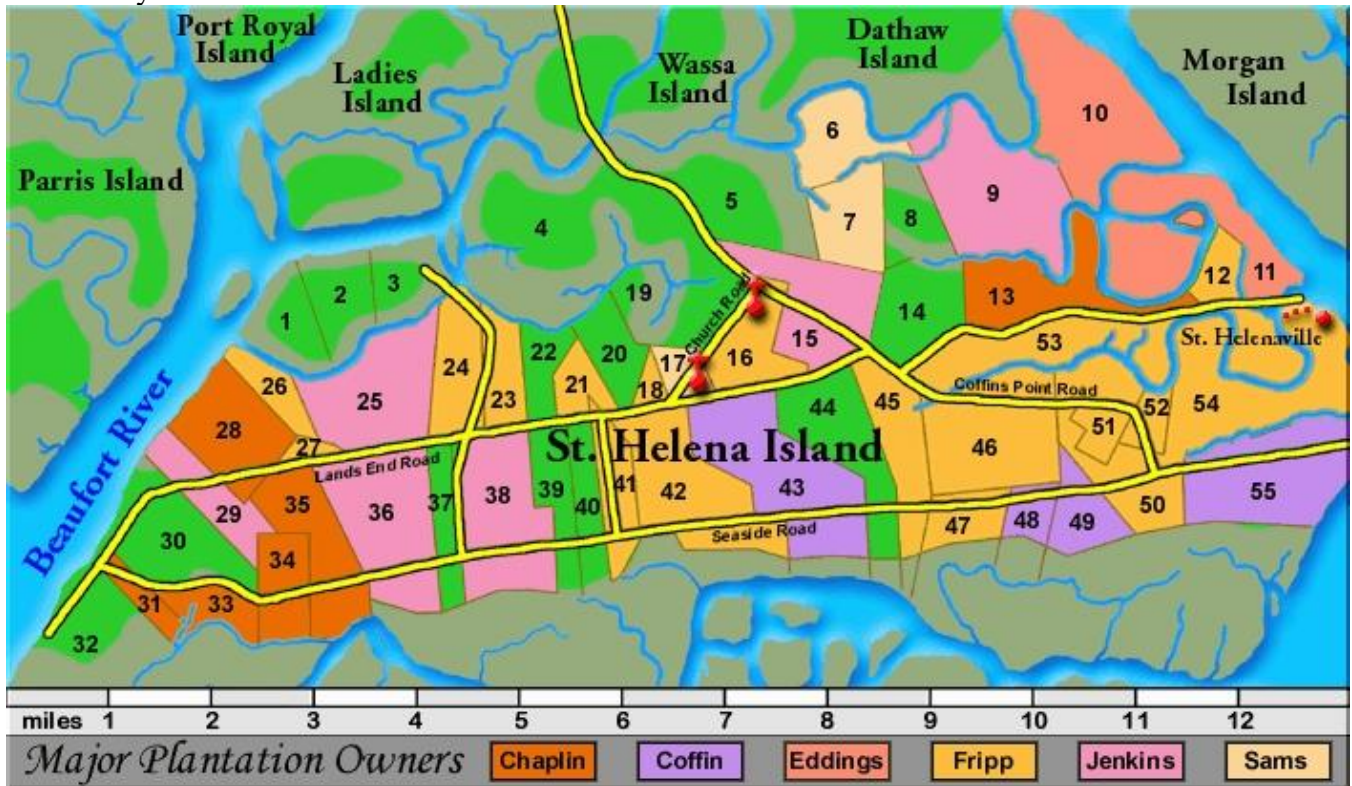 Port Royal
Island
Ladies
Island
Wassa
Island
Dathaw
Island
Morgan
Island
Parris Island
Beaufort River
St. Helena Island
St. Helenaville
Church Road
Lands End Road
Seaside Road
Coffins Point Road
1
2
3
4
5
6
7
8
9
10
11
12
13
14
15
16
17
18
19
20
21
22
23
24
25
26
27
28
29
30
31
32
33
34
35
36
37
38
39
40
41
42
43
44
45
46
47
48
49
50
51
52
53
54
55
miles 1 2 3 4 5 6 7 8 9 10 11 12
Major Plantation Owners Chaplin Coffin Eddings Fripp Jenkins Sams